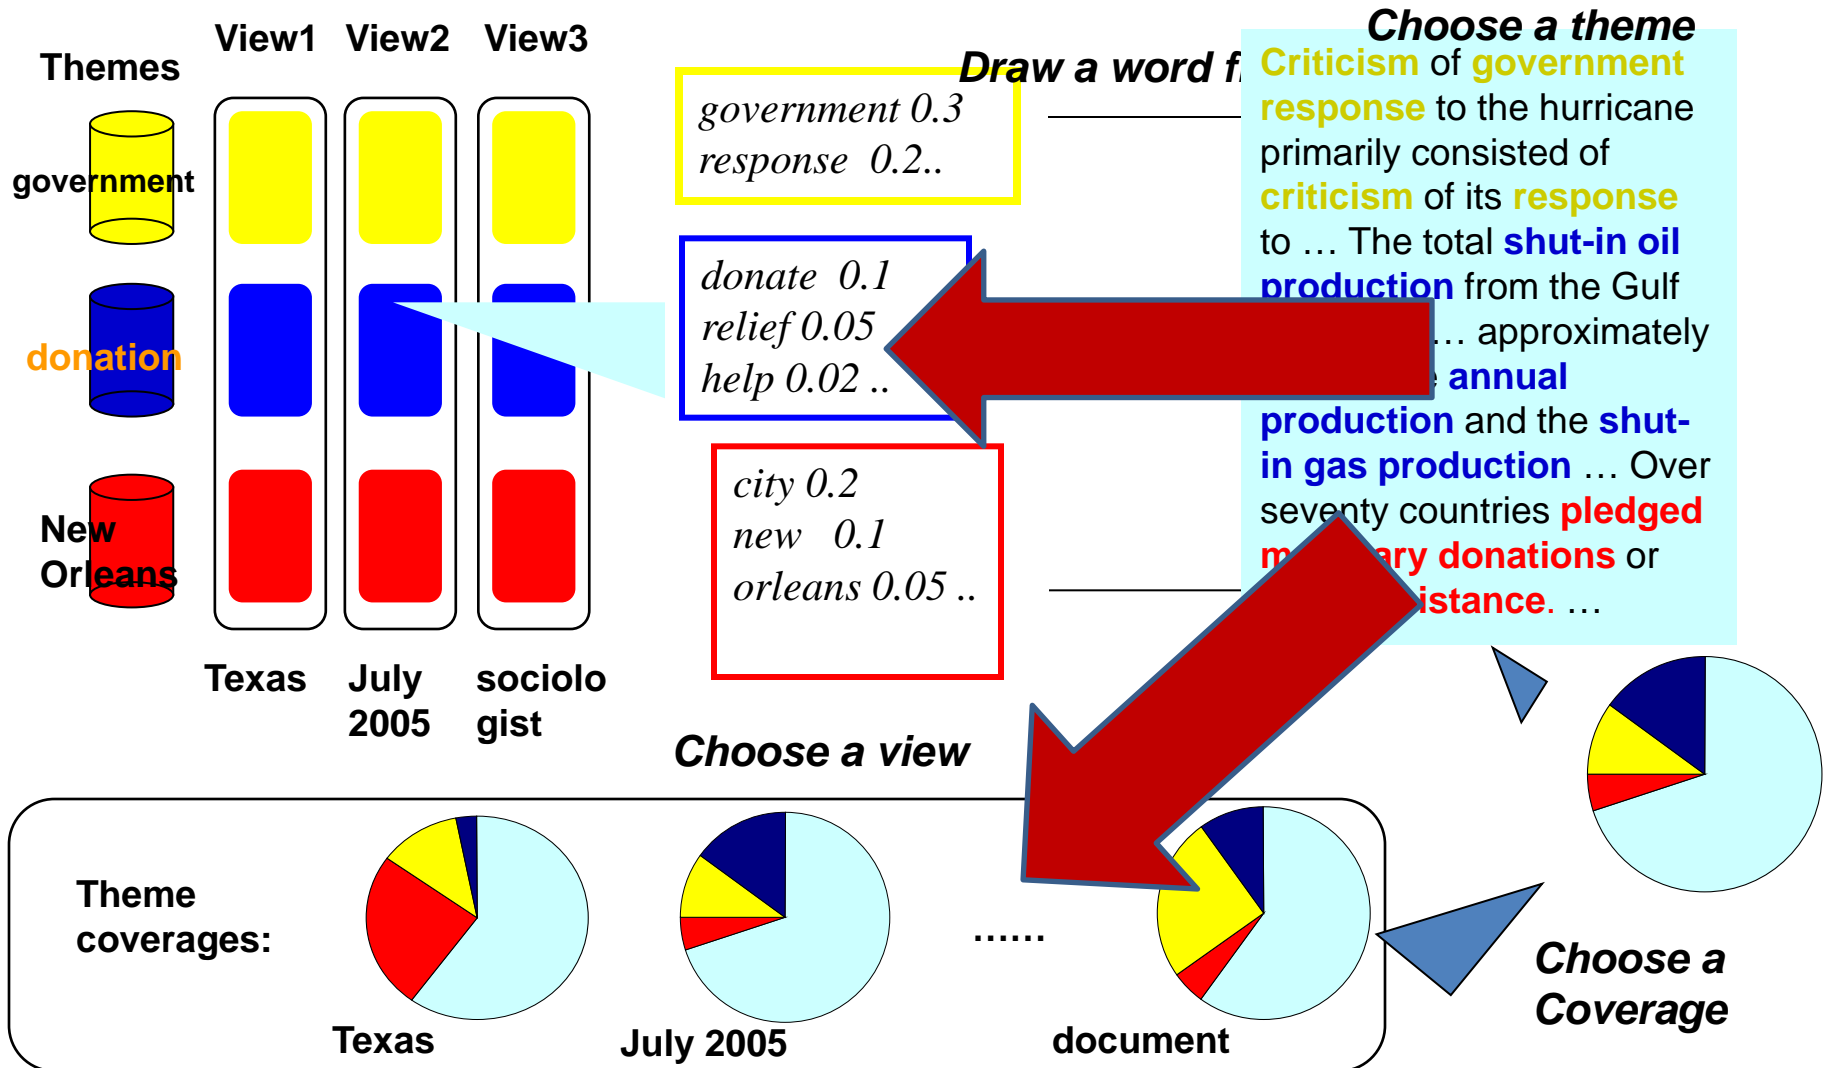 View1 View2 View3
Themes
government
donation
New
Orleans
Texas
July
2005
sociolo
gist
Draw a word
government 0.3
response 0.2..
donate 0.1
relief 0.05
help 0.02 ..
city 0.2
new 0.1
orleans 0.05 ..
Choose a theme
Criticism of government
response to the hurricane
primarily consisted of
criticism of its response
to … The total shut-in oil
production from the Gulf
… approximately
annual
production and the shut-
in gas production … Over
seventy countries pledged
donations or
…
Choose a view
Theme
coverages:
Texas
July 2005
……
document
Choose a
Coverage